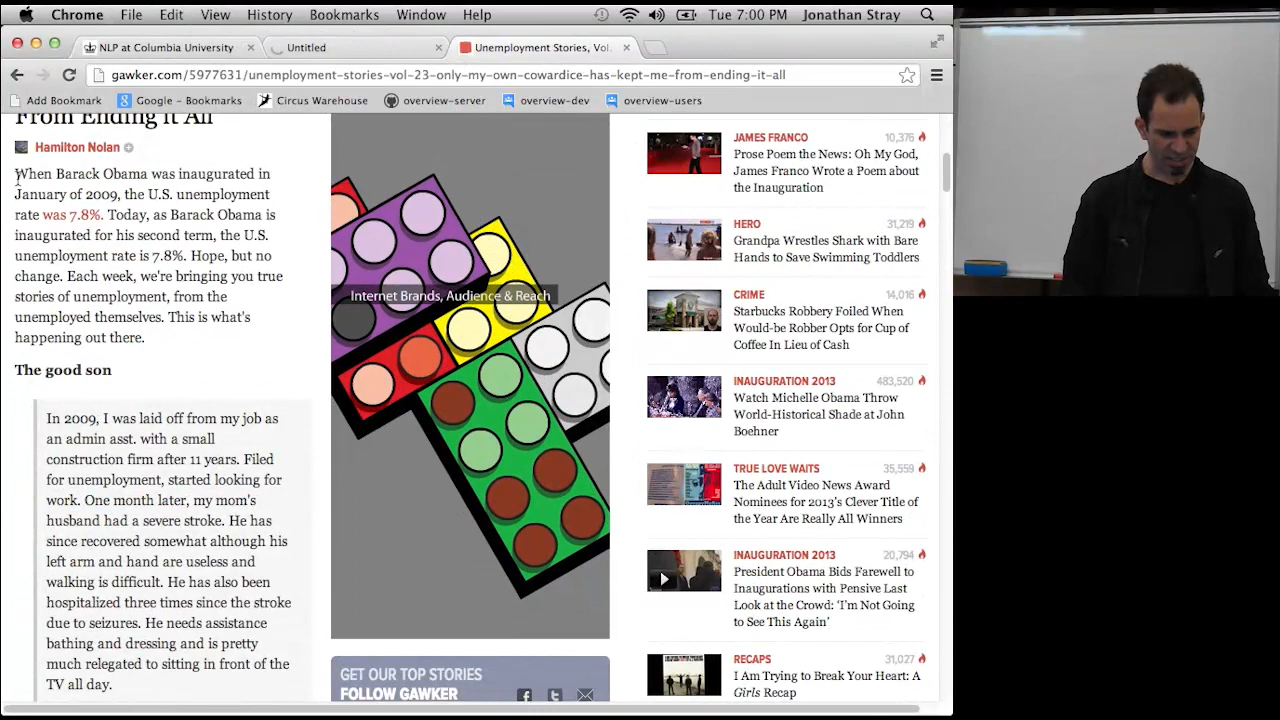 Chrome File Edit View History Bookmarks Window Help Tue 7:00 PM Jonathan Stray
NLP at Columbia University
Untitled
Unemployment Stories, Vol.
gawker.com/5977631/unemployment-stories-vol-23-only-my-own-cowardice-has-kept-me-from-ending-it-all
Add Bookmark
Google - Bookmarks
Circus Warehouse
overview-server
overview-dev
overview-users
From Ending it All
Hamilton Nolan
When Barack Obama was inaugurated in
January of 2009, the U.S. unemployment
rate was 7.8%. Today, as Barack Obama is
inaugurated for his second term, the U.S.
unemployment rate is 7.8%. Hope, but no
change. Each week, we're bringing you true
stories of unemployment, from the
unemployed themselves. This is what's
happening out there.
The good son
In 2009, I was laid off from my job as
an admin asst. with a small
construction firm after 11 years. Filed
for unemployment, started looking for
work. One month later, my mom's
husband had a severe stroke. He has
since recovered somewhat although his
left arm and hand are useless and
walking is difficult. He has also been
hospitalized three times since the stroke
due to seizures. He needs assistance
bathing and dressing and is pretty
much relegated to sitting in front of the
TV all day.
Internet Brands, Audience & Reach
GET OUR TOP STORIES
FOLLOW GAWKER
JAMES FRANCO 10,376
Prose Poem the News: Oh My God,
James Franco Wrote a Poem about
the Inauguration
HERO 31,219
Grandpa Wrestles Shark with Bare
Hands to Save Swimming Toddlers
CRIME 14,016
Starbucks Robbery Foiled When
Would-be Robber Opts for Cup of
Coffee In Lieu of Cash
INAUGURATION 2013 483,520
Watch Michelle Obama Throw
World-Historical Shade at John
Boehner
TRUE LOVE WAITS 35,559
The Adult Video News Award
Nominees for 2013's Clever Title of
the Year Are Really All Winners
INAUGURATION 2013 20,794
President Obama Bids Farewell to
Inaugurations with Pensive Last
Look at the Crowd: 'I'm Not Going
to See This Again'
RECAPS 31,027
I Am Trying to Break Your Heart: A
Girls Recap